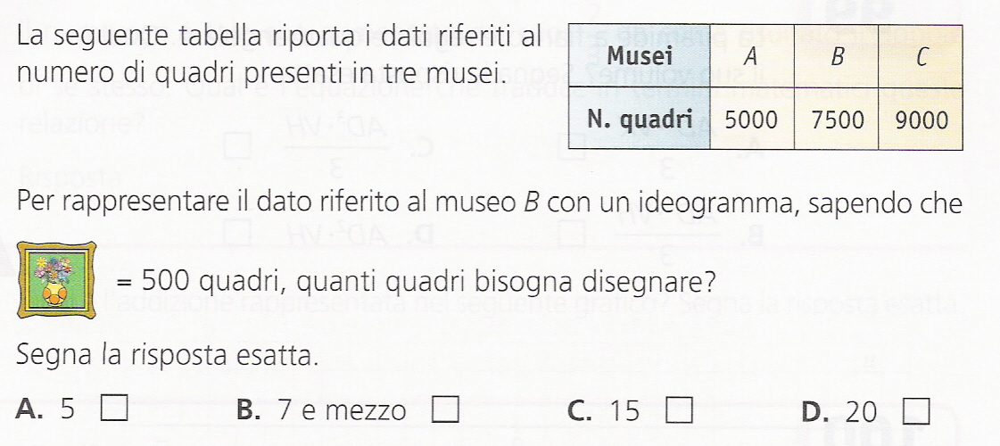 La seguente tabella riporta i dati riferiti al
numero di quadri presenti in tre musei.
Musei A B C
N. quadri 5000 7500 9000
Per rappresentare il dato riferito al museo B con un ideogramma, sapendo che
= 500 quadri, quanti quadri bisogna disegnare?
Segna la risposta esatta.
A. 5 □ B. 7 e mezzo □ C. 15 □ D. 20 □